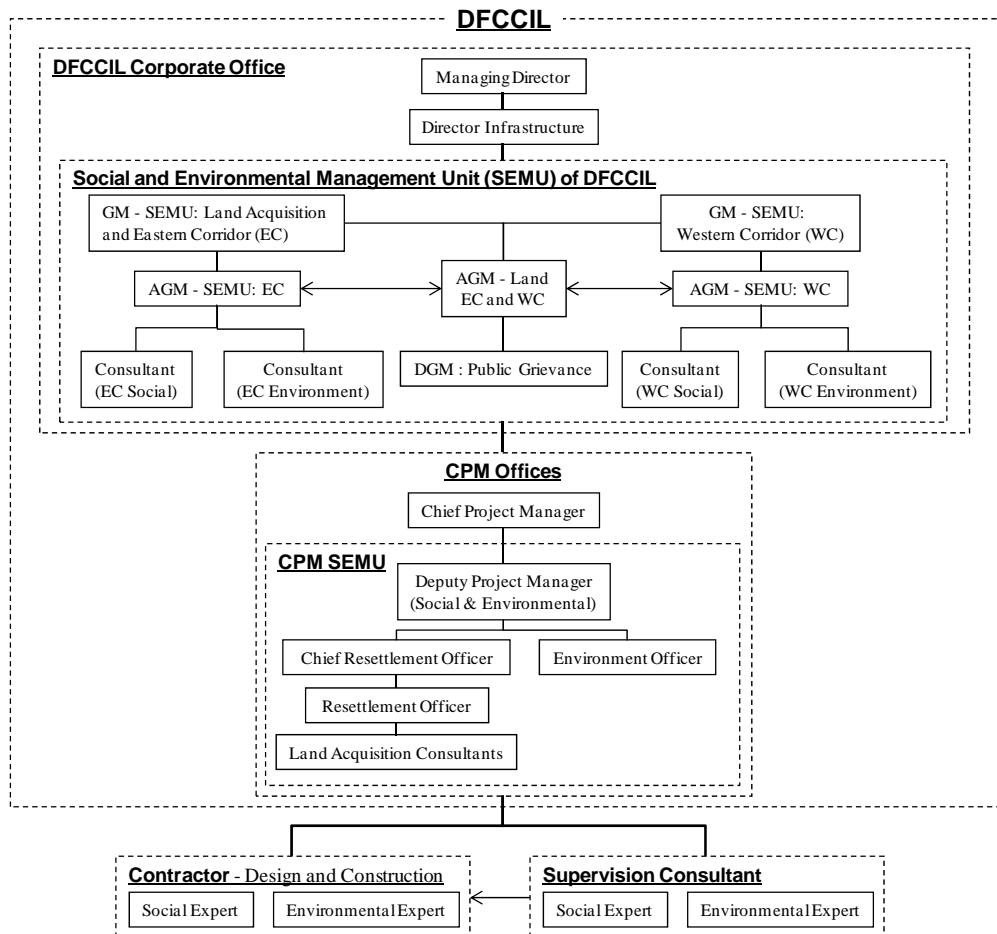 DFCCIL
DFCCIL Corporate Office
Managing Director
Director Infrastructure
Social and Environmental Management Unit (SEMU) of DFCCIL
GM - SEMU: Land Acquisition
and Eastern Corridor (EC)
GM - SEMU:
Western Corridor (WC)
AGM - SEMU: EC
AGM - Land
EC and WC
AGM - SEMU: WC
Consultant
(EC Social)
Consultant
(EC Environment)
DGM : Public Grievance
Consultant
(WC Social)
Consultant
(WC Environment)
CPM Offices
Chief Project Manager
CPM SEMU
Deputy Project Manager
(Social & Environmental)
Chief Resettlement Officer
Environment Officer
Resettlement Officer
Land Acquisition Consultants
Contractor - Design and Construction
Social Expert
Environmental Expert
Supervision Consultant
Social Expert
Environmental Expert